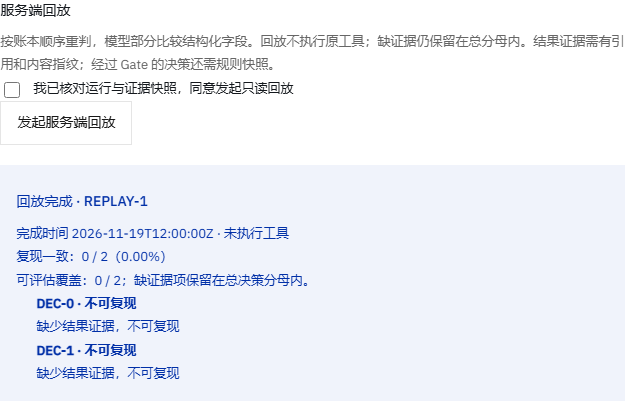 服务端回放
按账本顺序重判，模型部分比较结构化字段。回放不执行原工具；缺证据仍保留在总分母内。结果证据需有引
用和内容指纹；经过 Gate 的决策还需规则快照。
我已核对运行与证据快照，同意发起只读回放
发起服务端回放
回放完成 · REPLAY-1
完成时间 2026-11-19T12:00:00Z · 未执行工具
复现一致：0 / 2（0.00%）
可评估覆盖：0 / 2；缺证据项保留在总决策分母内。
DEC-0 · 不可复现
缺少结果证据，不可复现
DEC-1 · 不可复现
缺少结果证据，不可复现